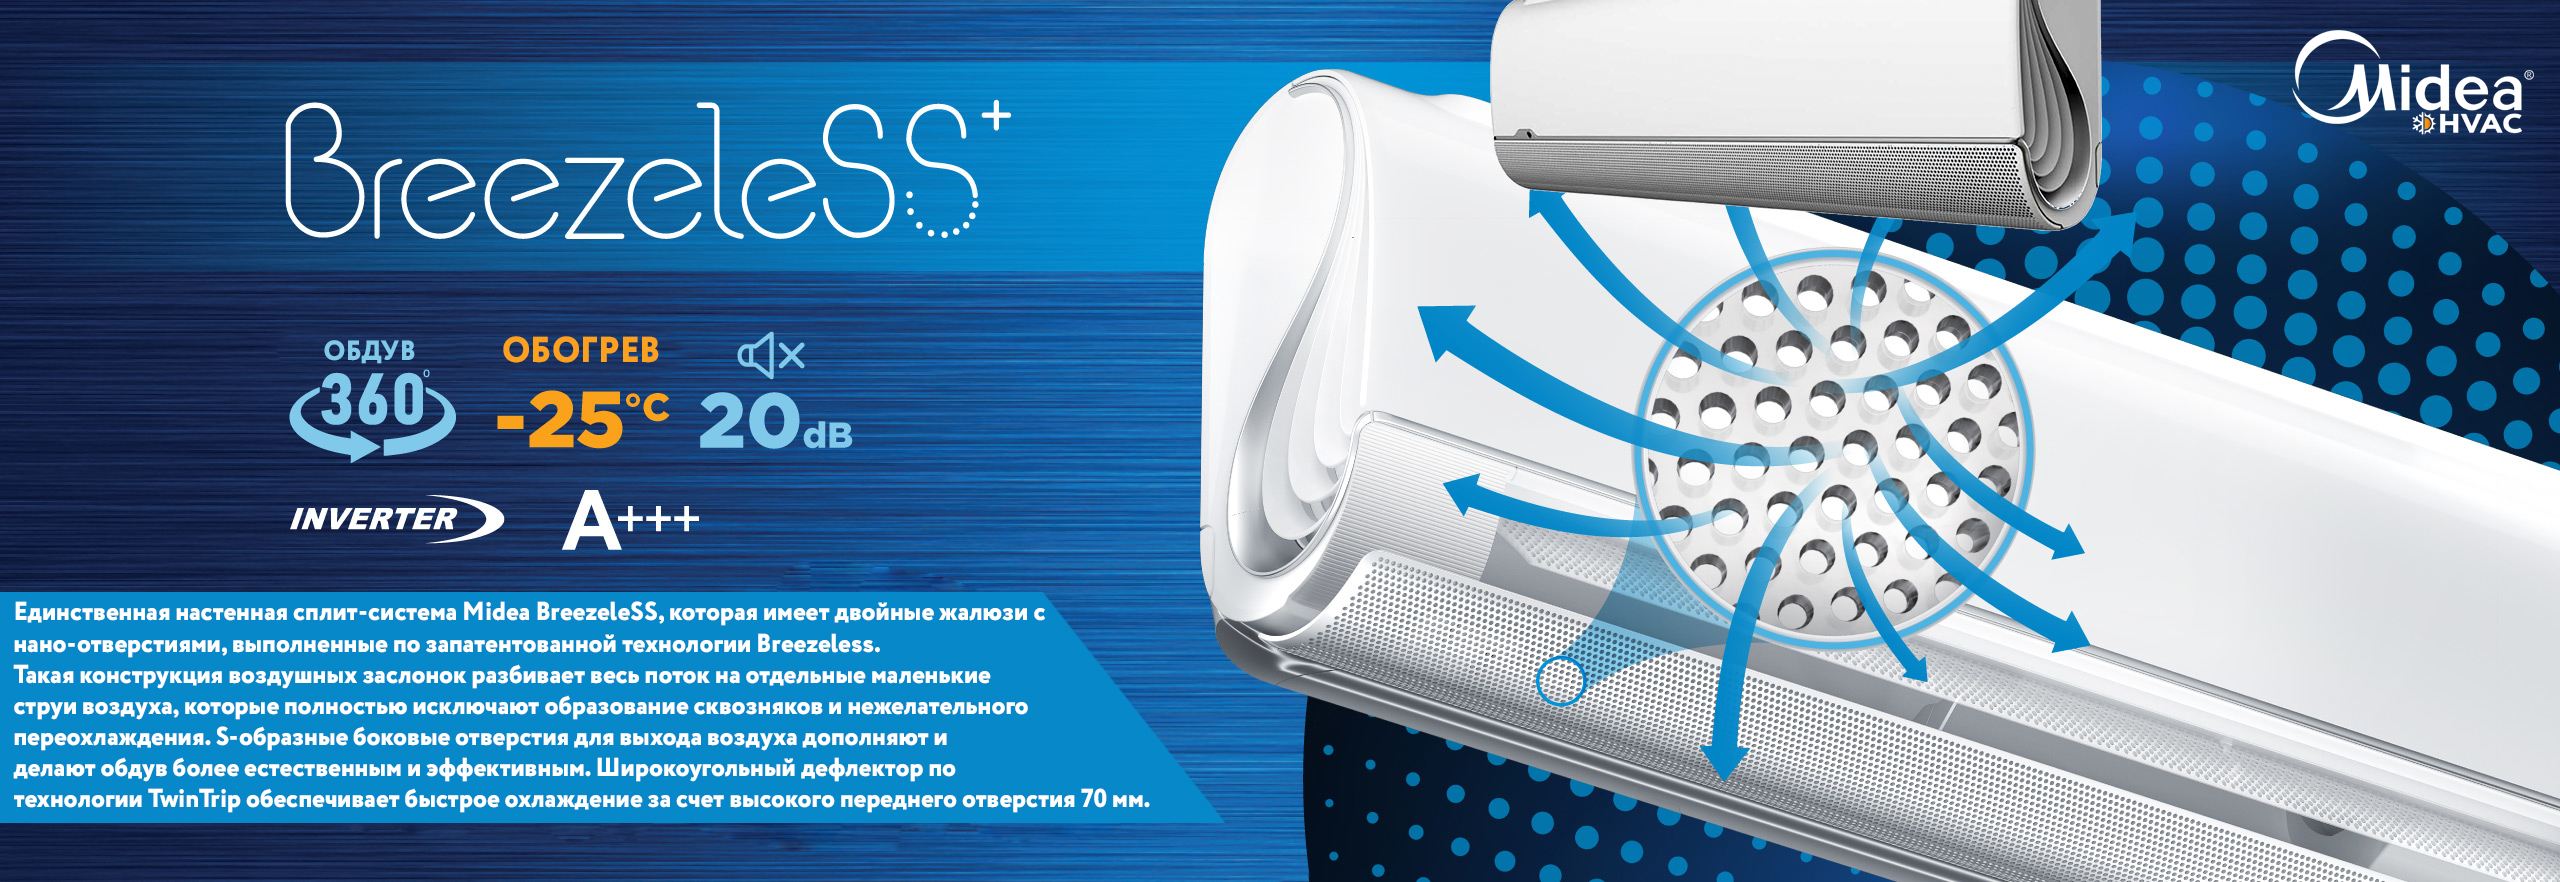 BreezeleSS+
Midea®
HVAC
ОБДУВ
360°
ОБОГРЕВ
-25°C
20 dB
INVERTER
A+++
Единственная настенная сплит-система Midea BreezeleSS, которая имеет двойные жалюзи с
нано-отверстиями, выполненные по запатентованной технологии Breezeless.
Такая конструкция воздушных заслонок разбивает весь поток на отдельные маленькие
струи воздуха, которые полностью исключают образование сквозняков и нежелательного
переохлаждения. S-образные боковые отверстия для выхода воздуха дополняют и
делают обдув более естественным и эффективным. Широкоугольный дефлектор по
технологии TwinTrip обеспечивает быстрое охлаждение за счет высокого переднего отверстия 70 мм.